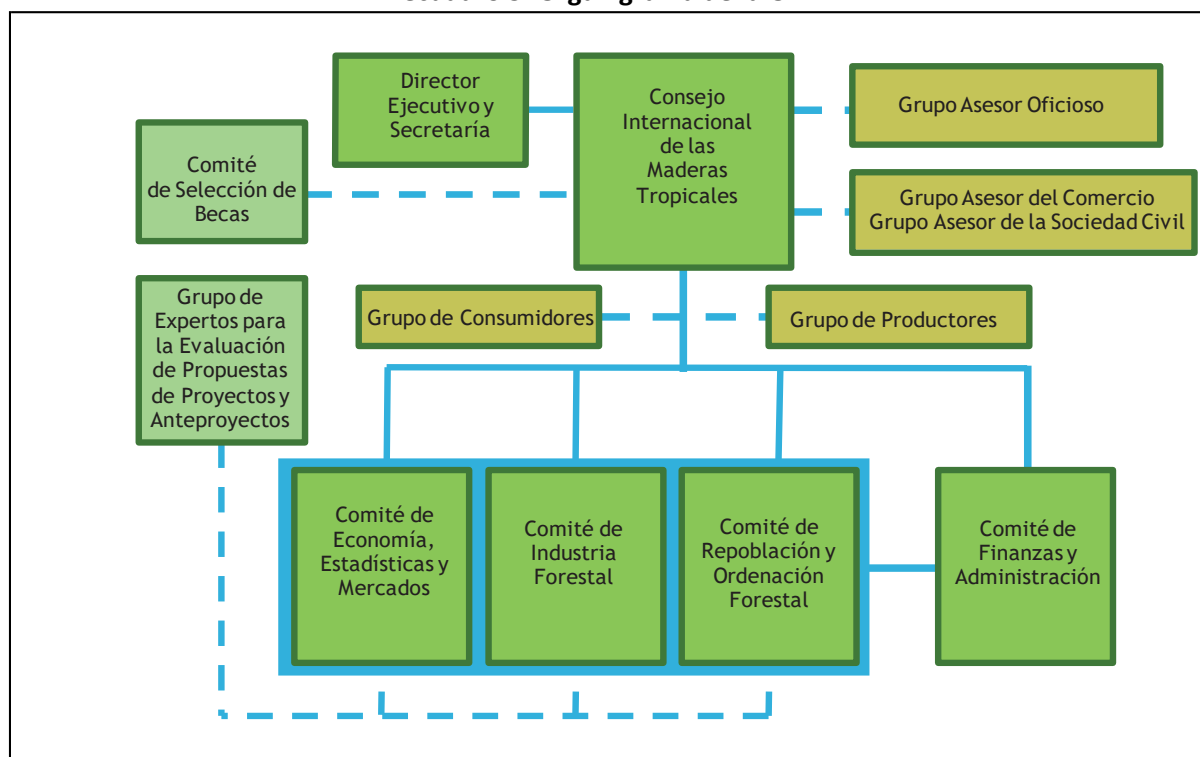 Director
Ejecutivo y
Secretaría
Consejo
Internacional
de las
Maderas
Tropicales
Grupo Asesor Oficioso
Comité
de Selección de
Becas
Grupo Asesor del Comercio
Grupo Asesor de la Sociedad Civil
Grupo de
Expertos para
la Evaluación
de Propuestas
de Proyectos y
Anteproyectos
Grupo de Consumidores
Grupo de Productores
Comité de
Economía,
Estadísticas y
Mercados
Comité de
Industria
Forestal
Comité de
Repoblación y
Ordenación
Forestal
Comité de
Finanzas y
Administración